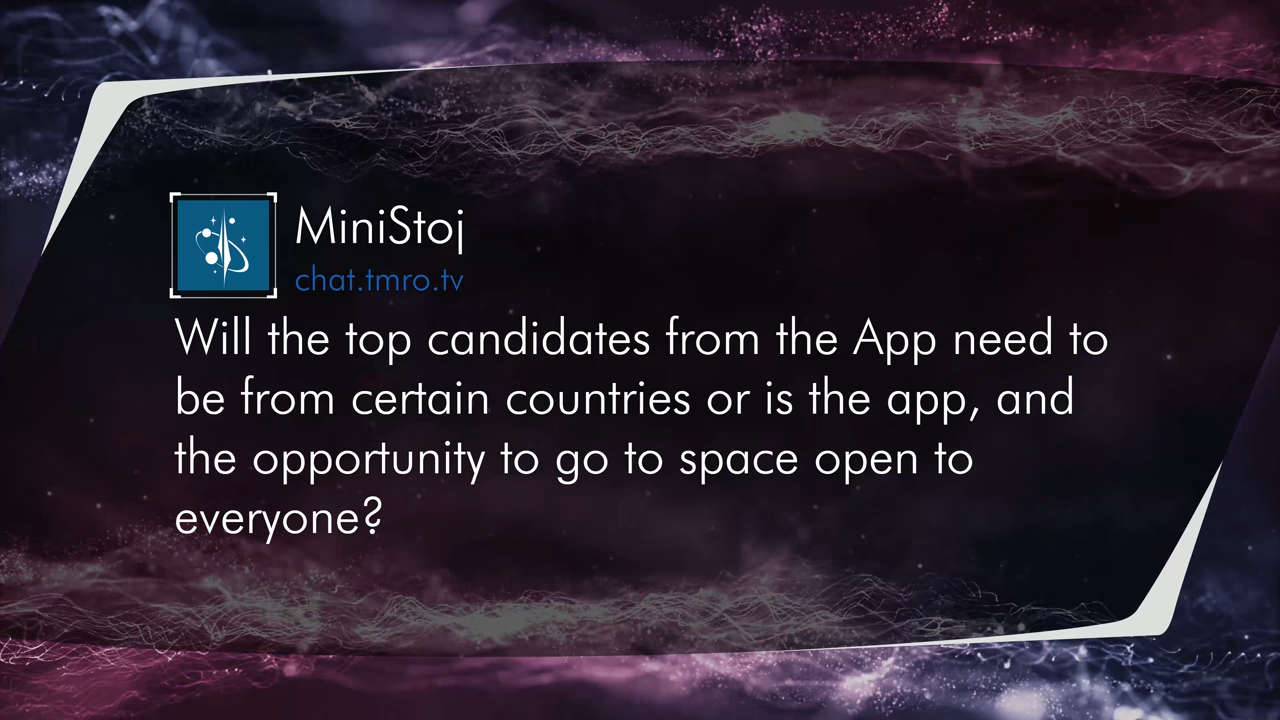 MiniStoj
chat.tmro.tv
Will the top candidates from the App need to
be from certain countries or is the app, and
the opportunity to go to space open to
everyone?